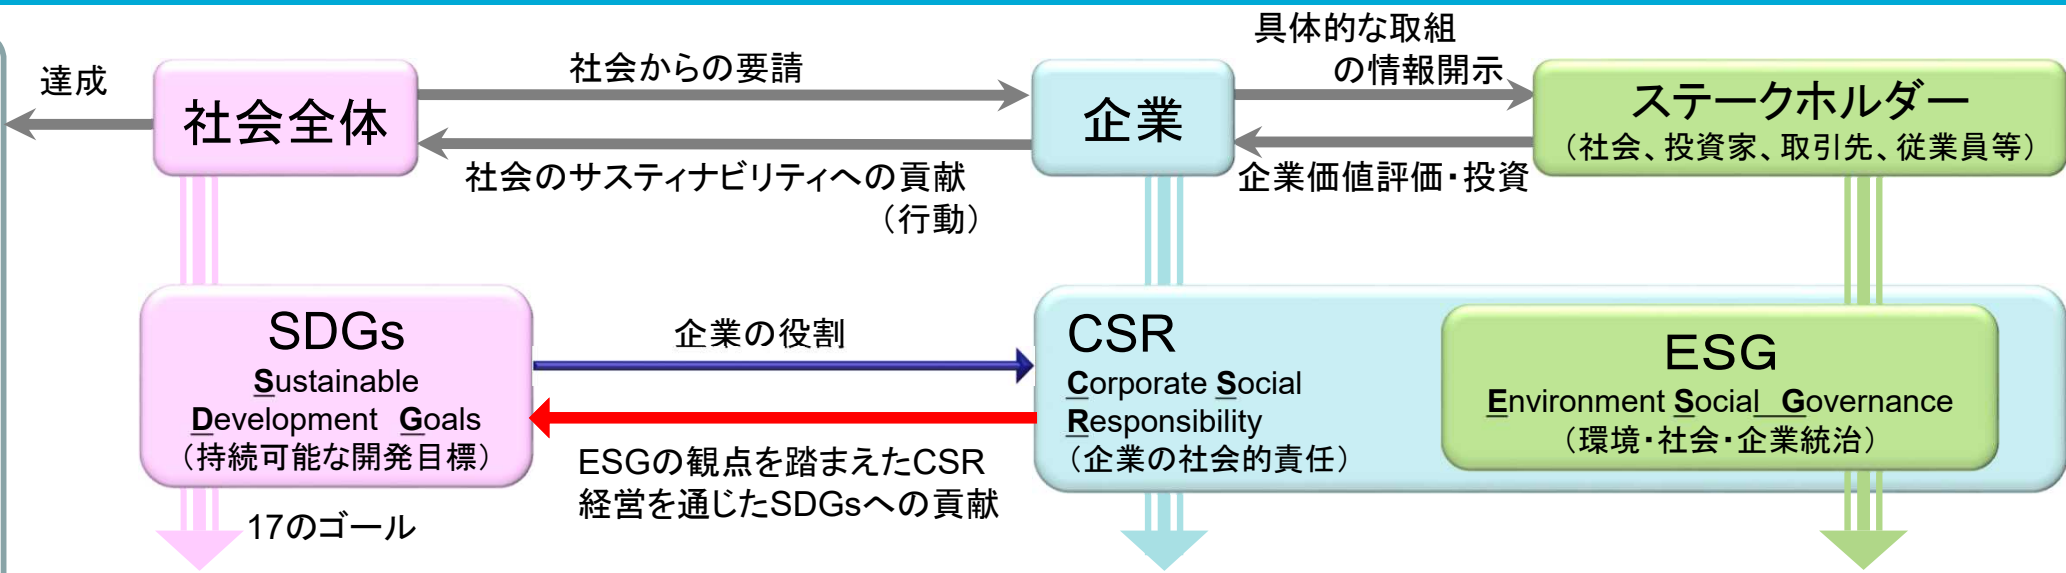 達成
社会全体
社会からの要請
社会のサスティナビリティへの貢献
（行動）
企業
具体的な取組
の情報開示
企業価値評価・投資
ステークホルダー
（社会、投資家、取引先、従業員等）
SDGs
Sustainable
Development Goals
（持続可能な開発目標）
17のゴール
企業の役割
ESGの観点を踏まえたCSR
経営を通じたSDGsへの貢献
CSR
Corporate Social
Responsibility
（企業の社会的責任）
ESG
Environment Social Governance
（環境・社会・企業統治）